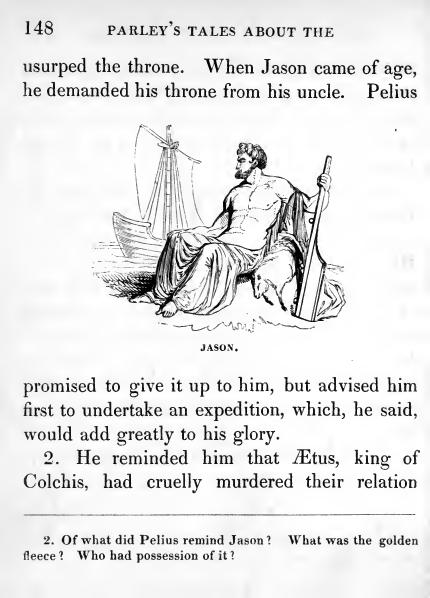 148 PARLEY'S TALES ABOUT THE
usurped the throne. When Jason came of age,
he demanded his throne from his uncle. Pelius
JASON.
promised to give it up to him, but advised him
first to undertake an expedition, which, he said,
would add greatly to his glory.
2. He reminded him that Ætus, king of
Colchis, had cruelly murdered their relation
2. Of what did Pelius remind Jason? What was the golden
fleece? Who had possession of it?